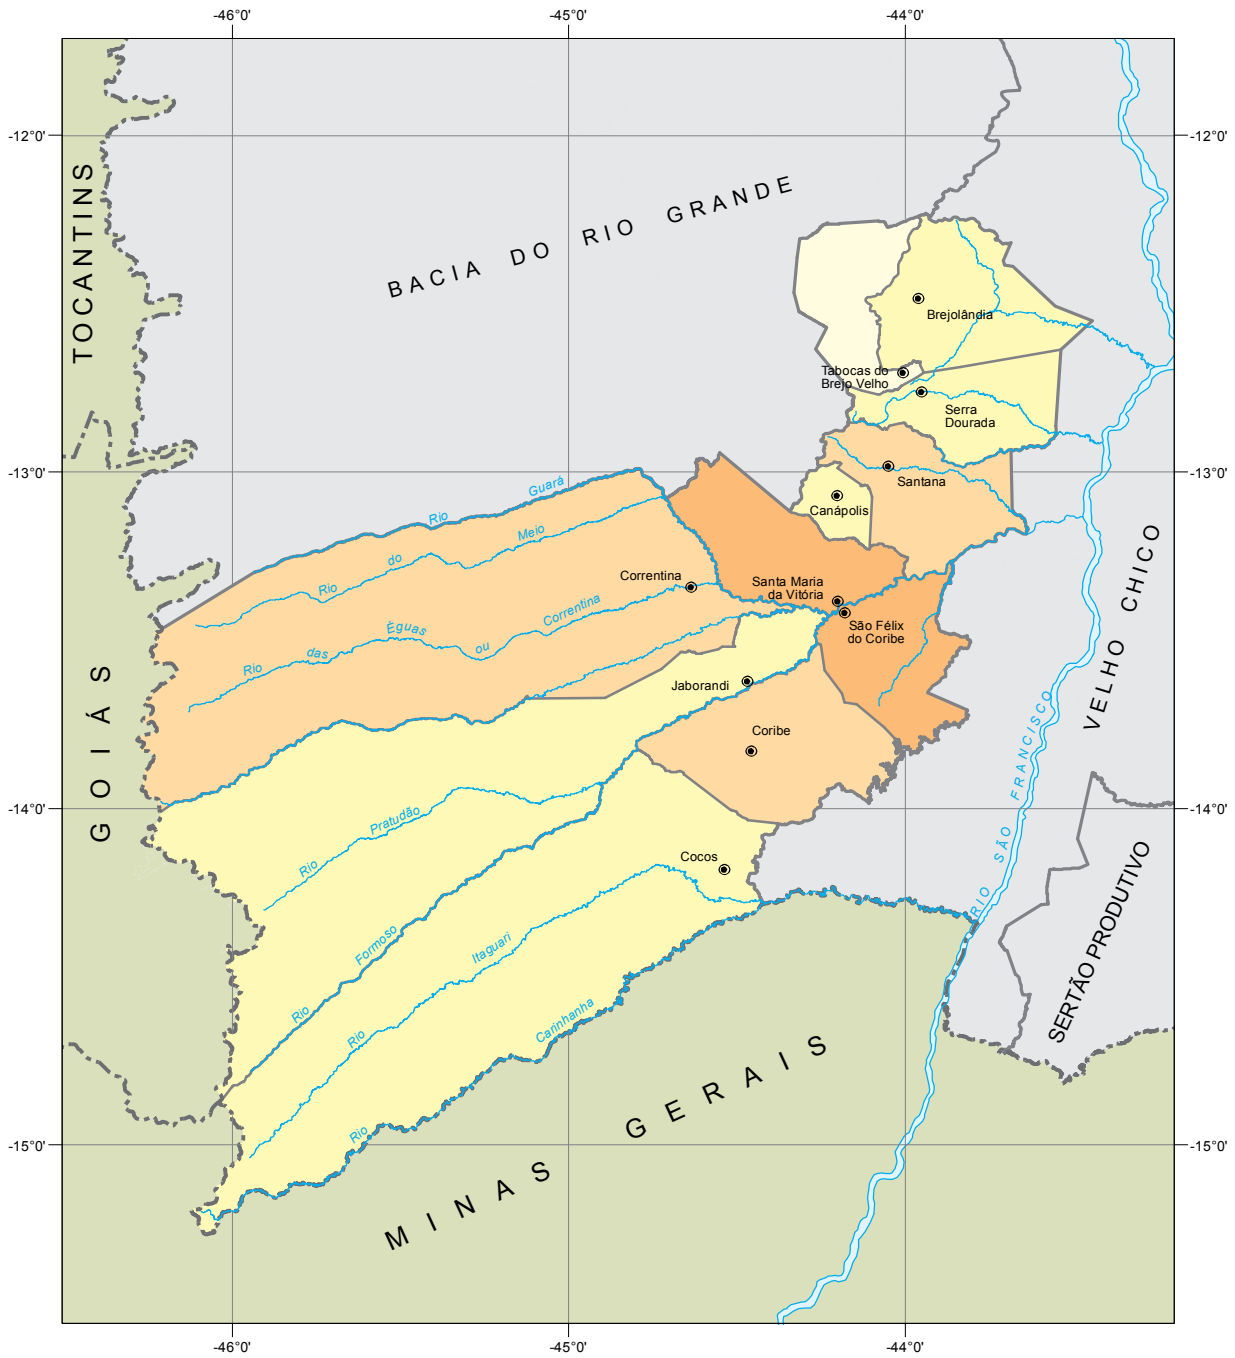 -46°0'
-45°0'
-44°0'
-12°0'
-12°0'
TOCANTINS
BACIA DO RIO GRANDE
Brejolândia
Tabocas do
Brejo Velho
Serra
Dourada
-13°0'
-13°0'
Santana
Canápolis
Rio Guará
Rio do Meio
Correntina
Santa Maria
da Vitória
São Félix
do Coribe
Rio das Éguas ou Correntina
VELHO CHICO
GOIÁS
Jaborandi
Coribe
RIO SÃO FRANCISCO
-14°0'
-14°0'
Rio Pratudão
Cocos
SERTÃO PRODUTIVO
Rio Formoso
Rio Itaguari
Rio Carinhanha
MINAS GERAIS
-15°0'
-15°0'
-46°0'
-45°0'
-44°0'